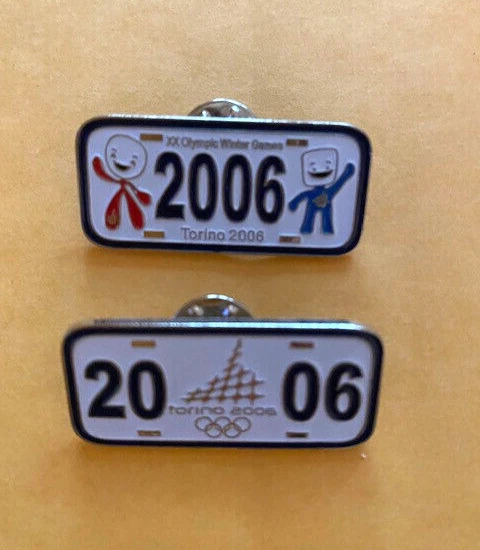 XX Olympic Winter Games
2006
Torino 2006
20 06
torino 2006